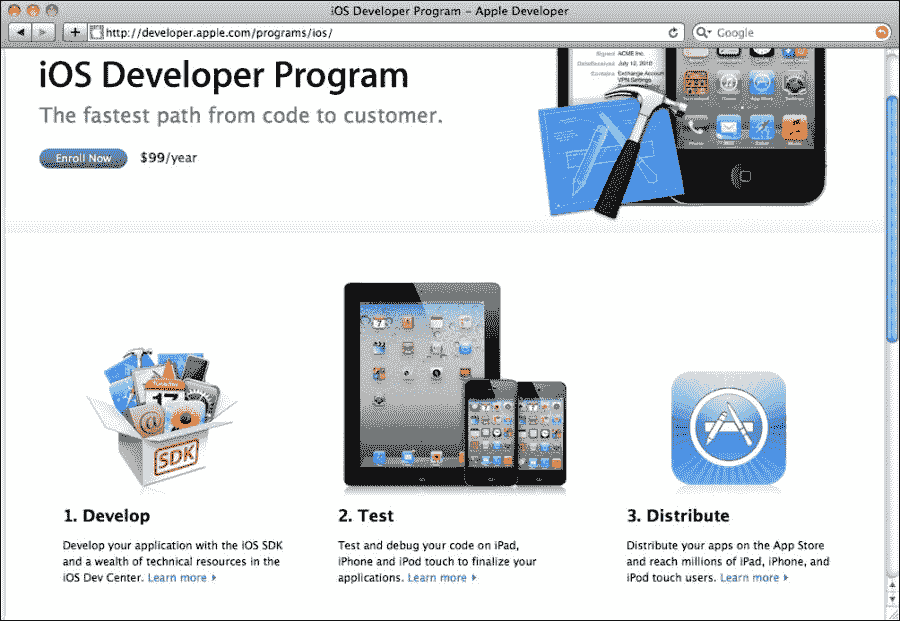 iOS Developer Program – Apple Developer
http://developer.apple.com/programs/ios/
Google
iOS Developer Program
The fastest path from code to customer.
Enroll Now
$99/year
Signed ACME Inc.
DateReceived July 12, 2010
Contains Exchange Account
VPN Settings
17
@
SDK
1. Develop
Develop your application with the iOS SDK
and a wealth of technical resources in the
iOS Dev Center. Learn more
2. Test
Test and debug your code on iPad,
iPhone and iPod touch to finalize your
applications. Learn more
3. Distribute
Distribute your apps on the App Store
and reach millions of iPad, iPhone, and
iPod touch users. Learn more